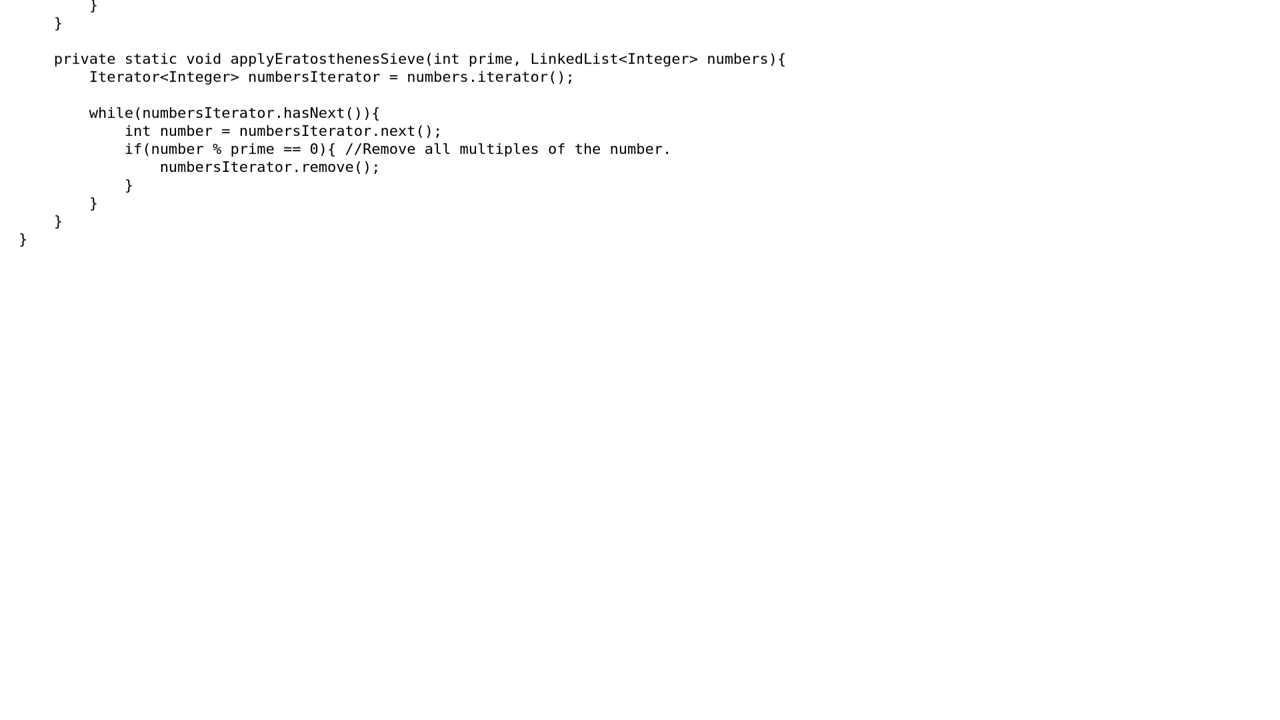 }
    }

    private static void applyEratosthenesSieve(int prime, LinkedList<Integer> numbers){
        Iterator<Integer> numbersIterator = numbers.iterator();

        while(numbersIterator.hasNext()){
            int number = numbersIterator.next();
            if(number % prime == 0){ //Remove all multiples of the number.
                numbersIterator.remove();
            }
        }
    }
}